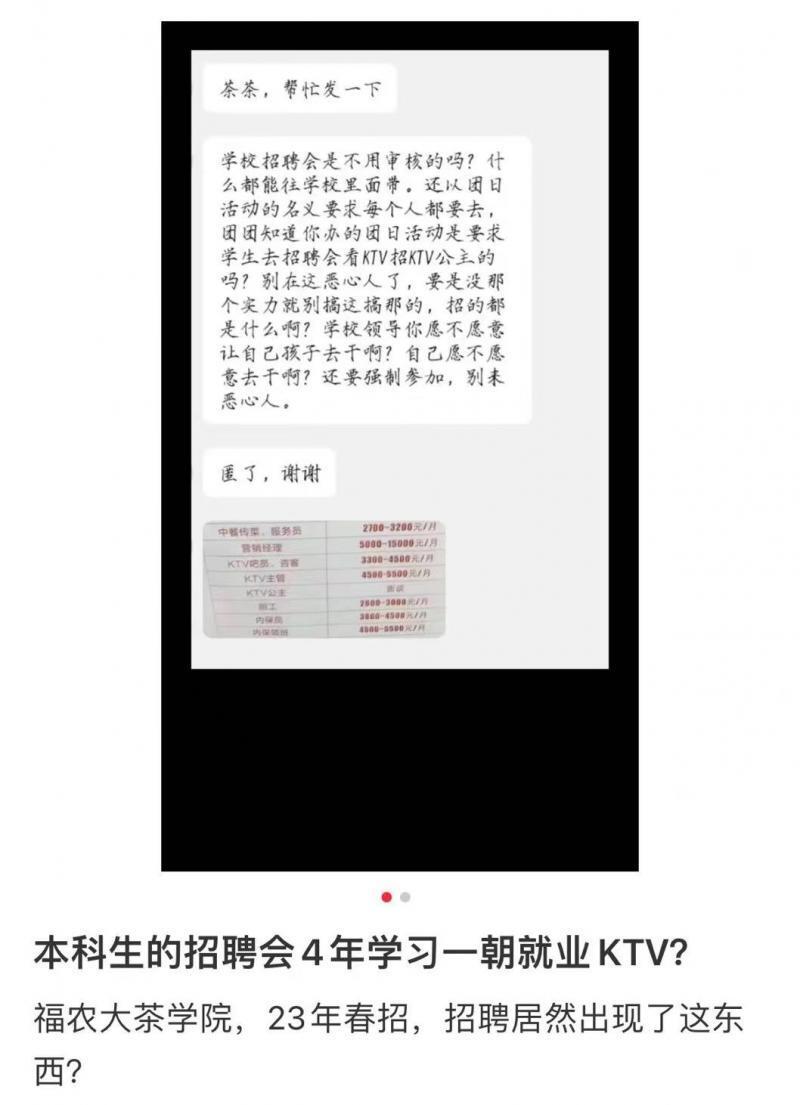 茶茶，帮忙发一下
学校招聘会是不用审核的吗？什
么都能往学校里面带。还以团日
活动的名义要求每个人都要去，
团团知道你办的团日活动是要求
学生去招聘会看KTV招KTV公主的
吗？别在这恶心人了，要是没那
个实力就别搞这搞那的，招的都
是什么啊？学校领导你愿不愿意
让自己孩子去干啊？自己愿不愿
意去干啊？还要强制参加，别来
恶心人。
匿了，谢谢
中餐传菜、服务员 2700-3200元/月
营销经理 5000-15000元/月
KTV吧员、咨客 3300-4500元/月
KTV主管 4500-5500元/月
KTV公主 面谈
厨工 2800-3000元/月
内保员 3800-4500元/月
内保领班 4500-5500元/月
本科生的招聘会4年学习一朝就业KTV？
福农大茶学院，23年春招，招聘居然出现了这东
西？